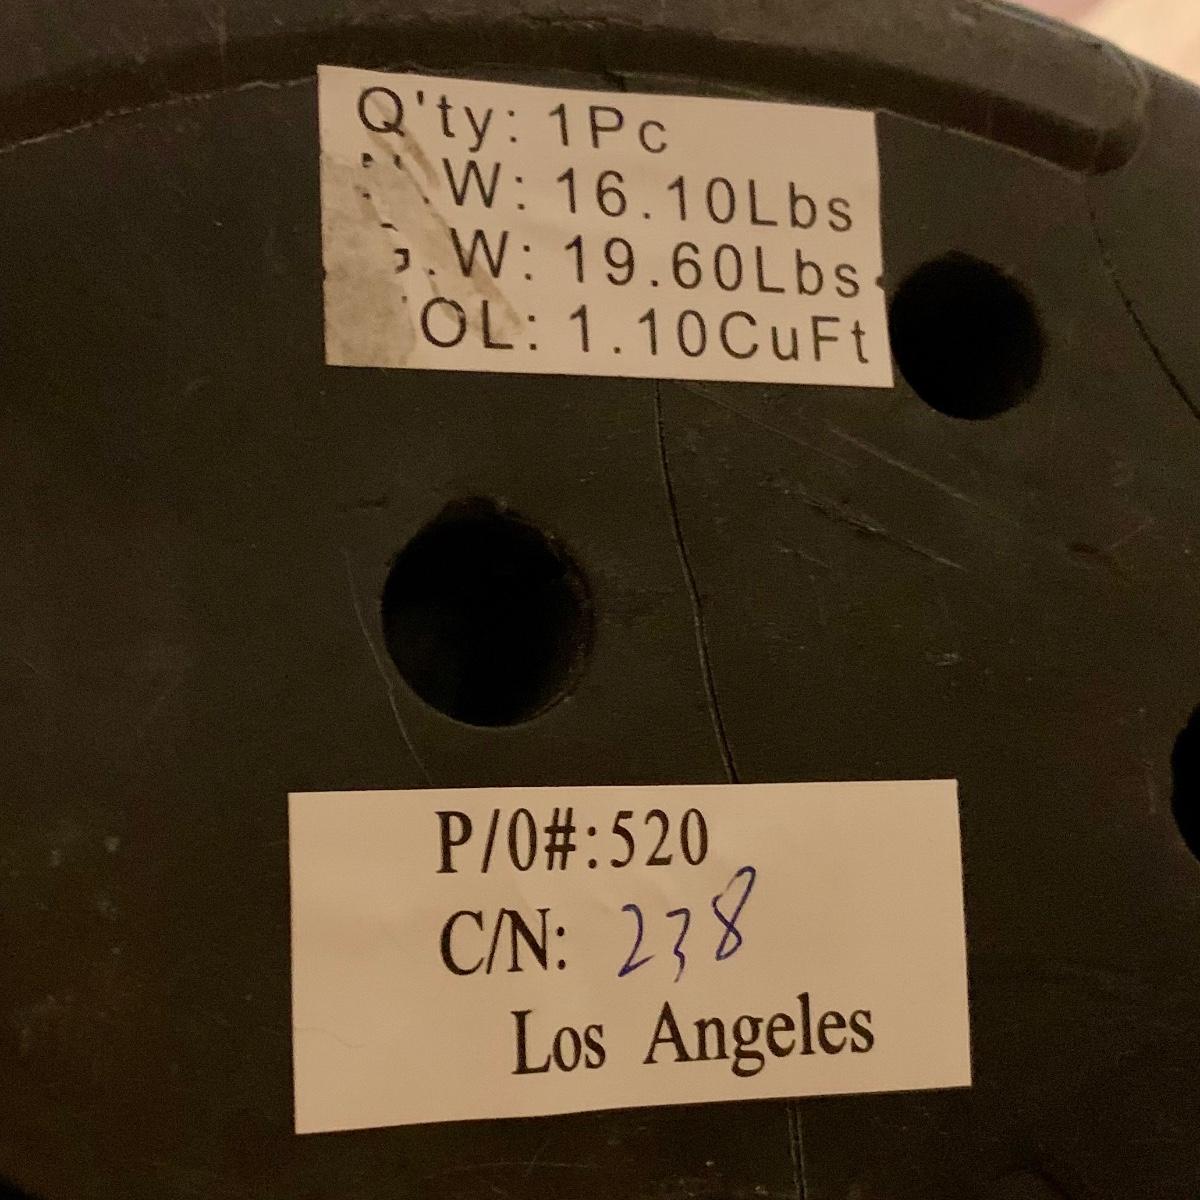 Q'ty: 1Pc
W: 16.10Lbs
W: 19.60Lbs
OL: 1.10CuFt
P/0#:520
C/N: 238
Los Angeles